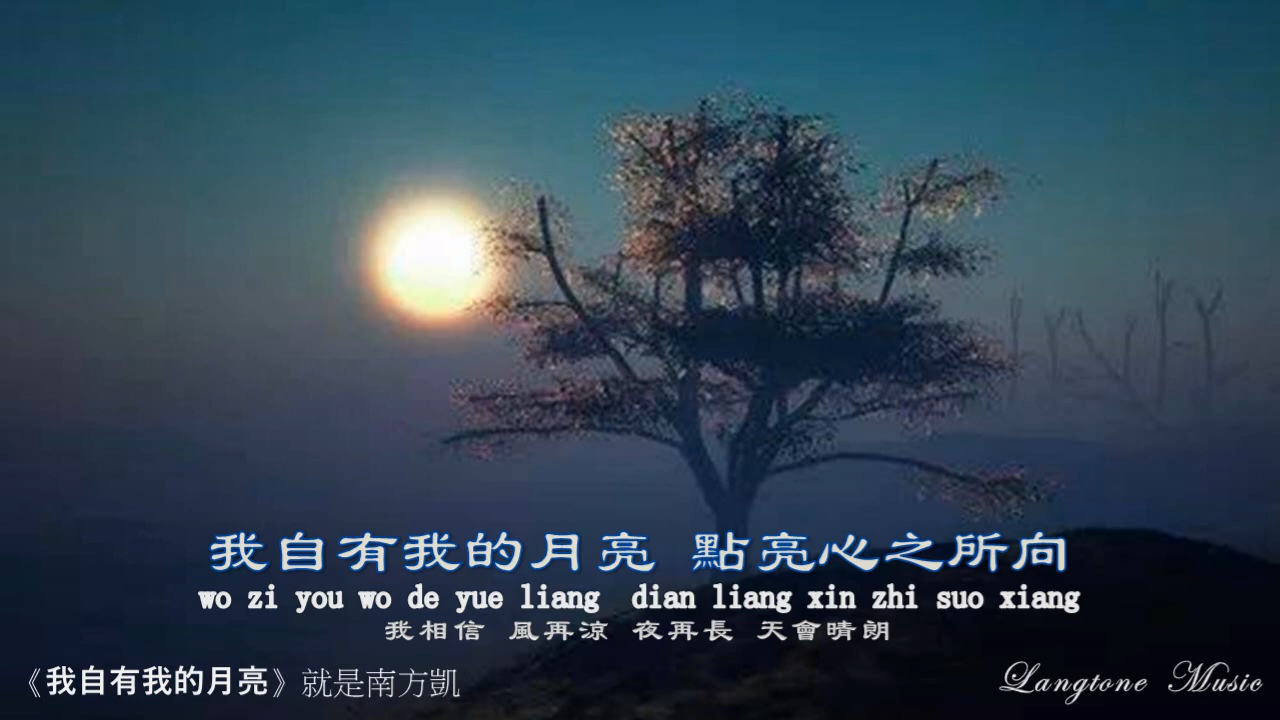 我自有我的月亮 點亮心之所向
wo zi you wo de yue liang dian liang xin zhi suo xiang
我相信 風再涼 夜再長 天會晴朗
《我自有我的月亮》就是南方凱
Langtone Music